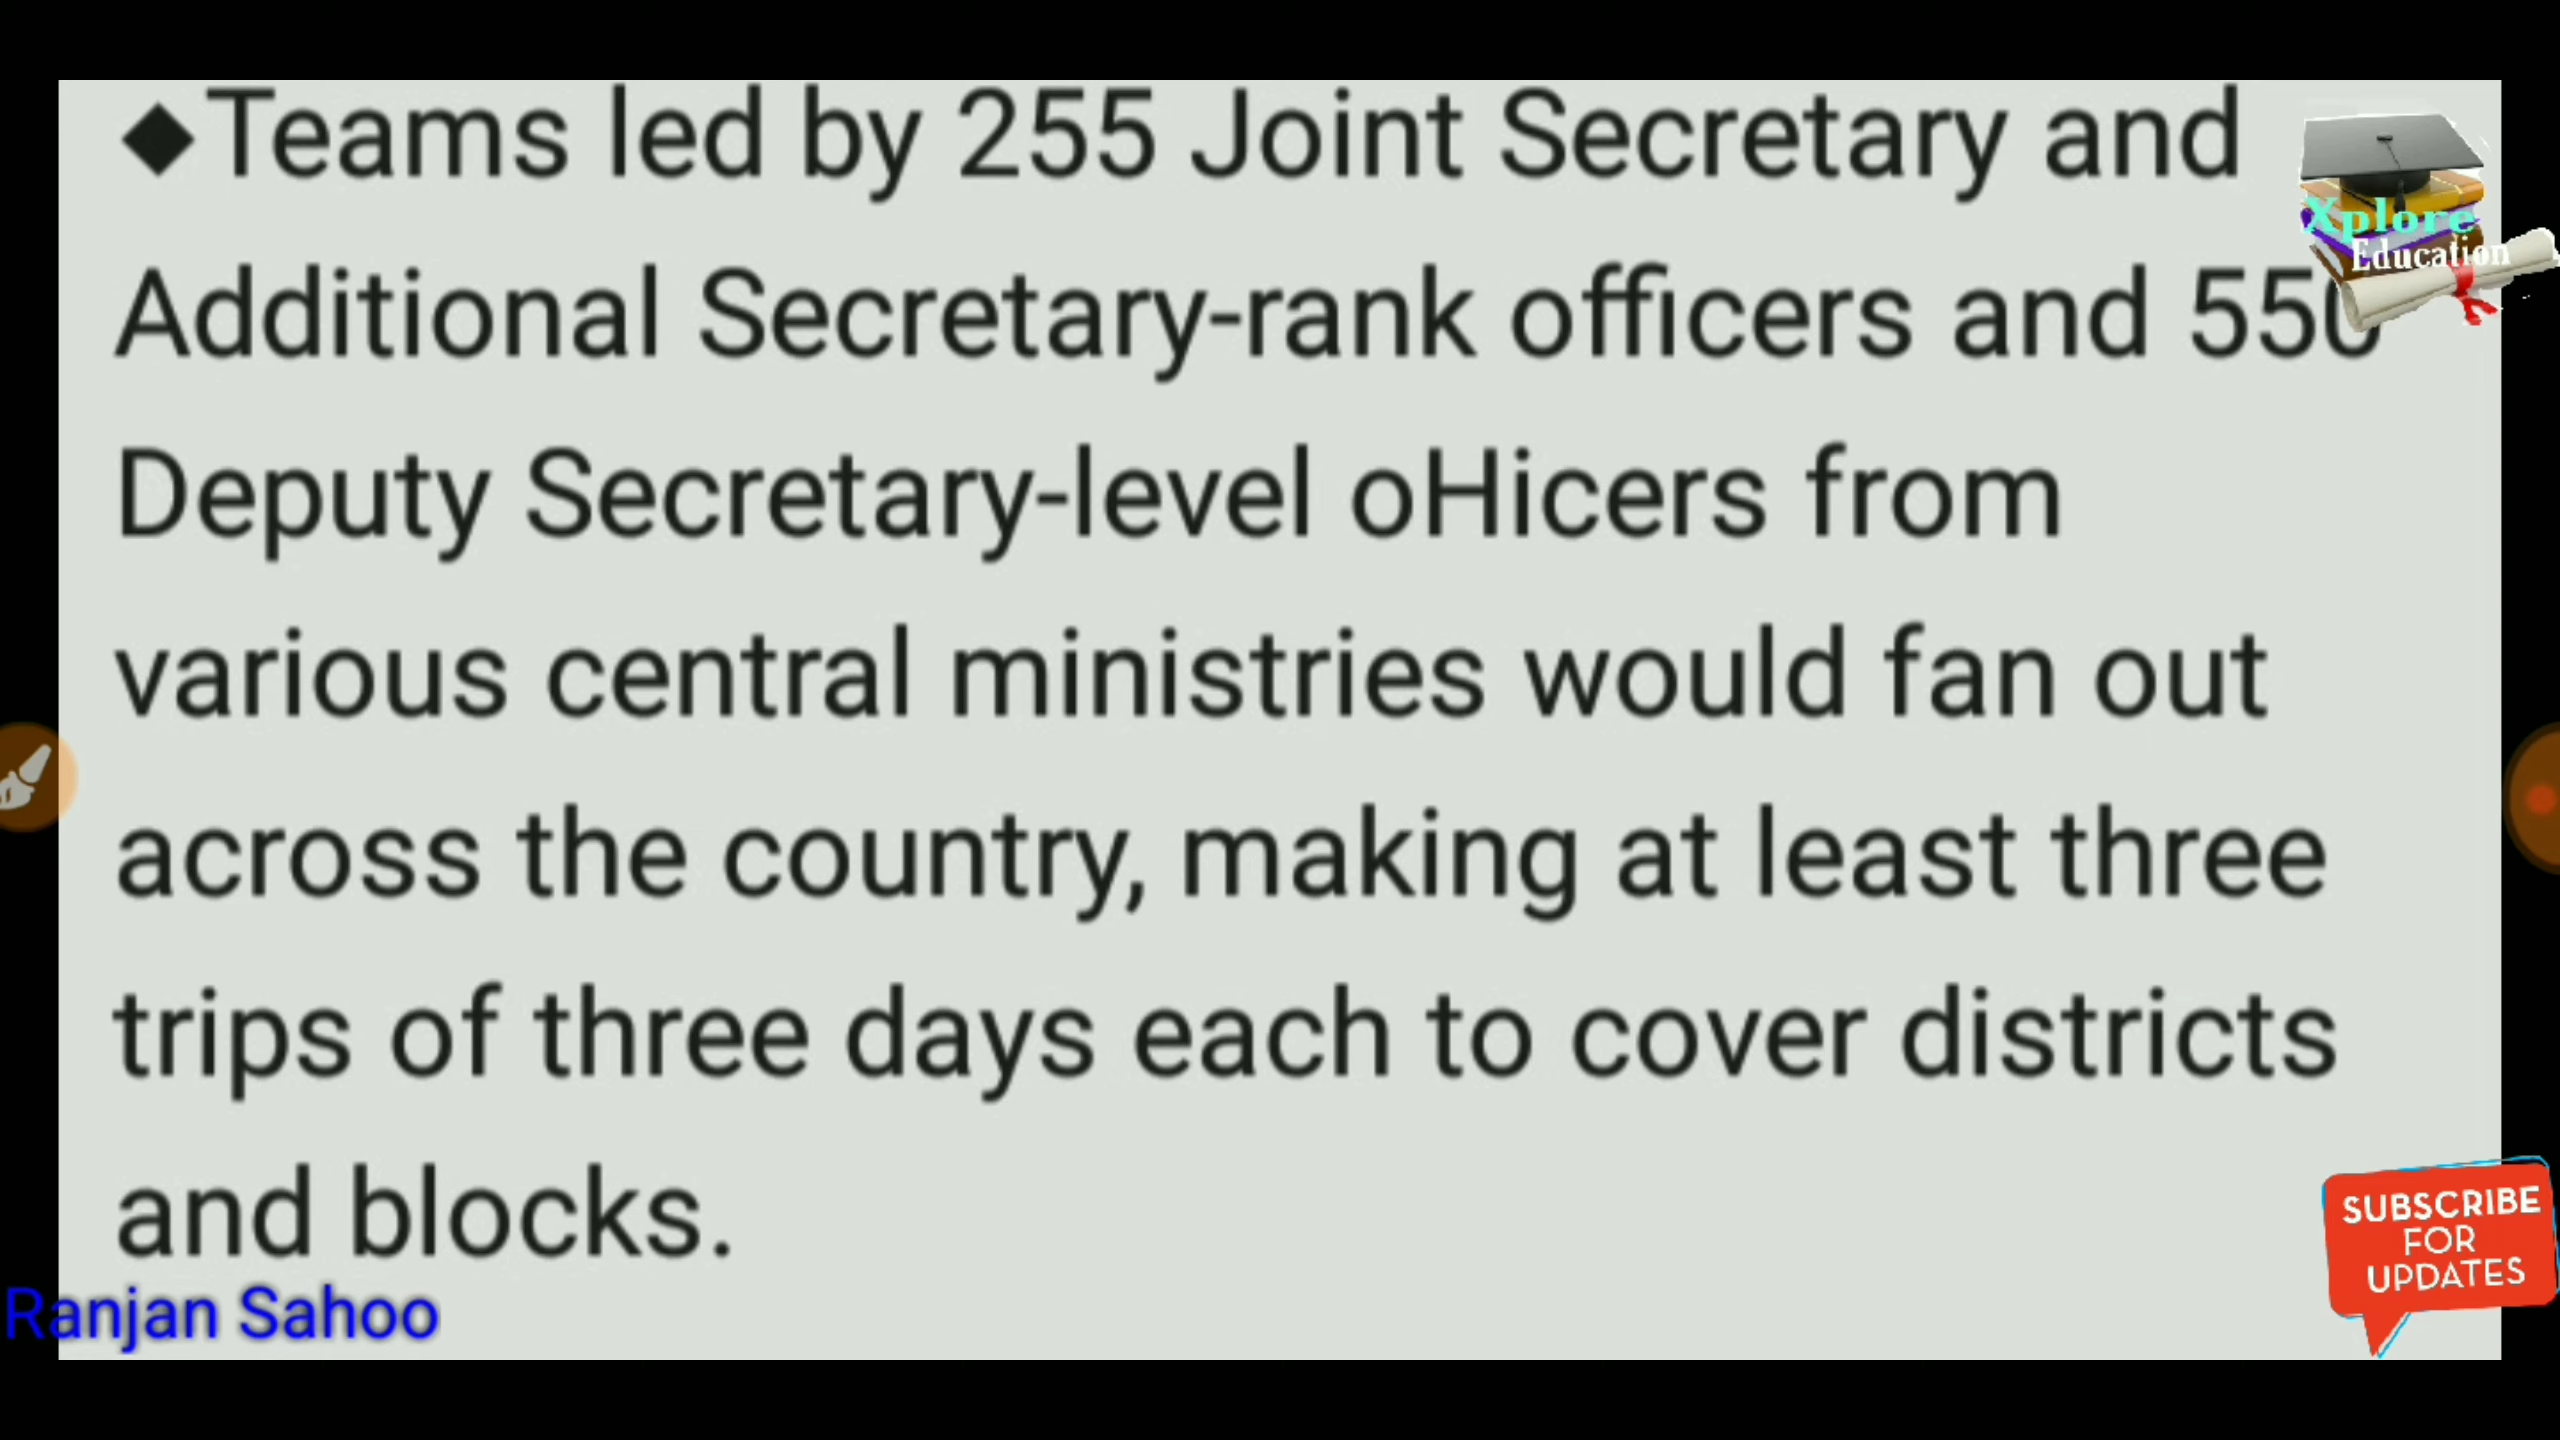 ◆Teams led by 255 Joint Secretary and
Additional Secretary-rank officers and 550
Deputy Secretary-level oHicers from
various central ministries would fan out
across the country, making at least three
trips of three days each to cover districts
and blocks.
Xplore
Education
SUBSCRIBE
FOR
UPDATES
Ranjan Sahoo